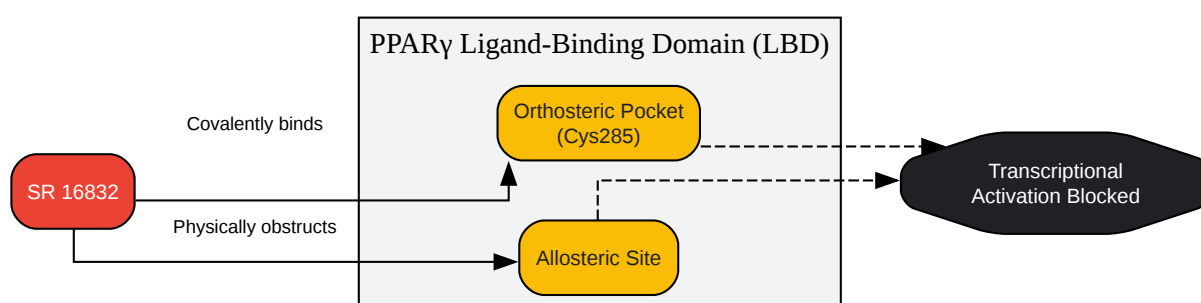 PPARγ Ligand-Binding Domain (LBD)
Covalently binds
Orthosteric Pocket
(Cys285)
SR 16832
Transcriptional
Activation Blocked
Physically obstructs
Allosteric Site